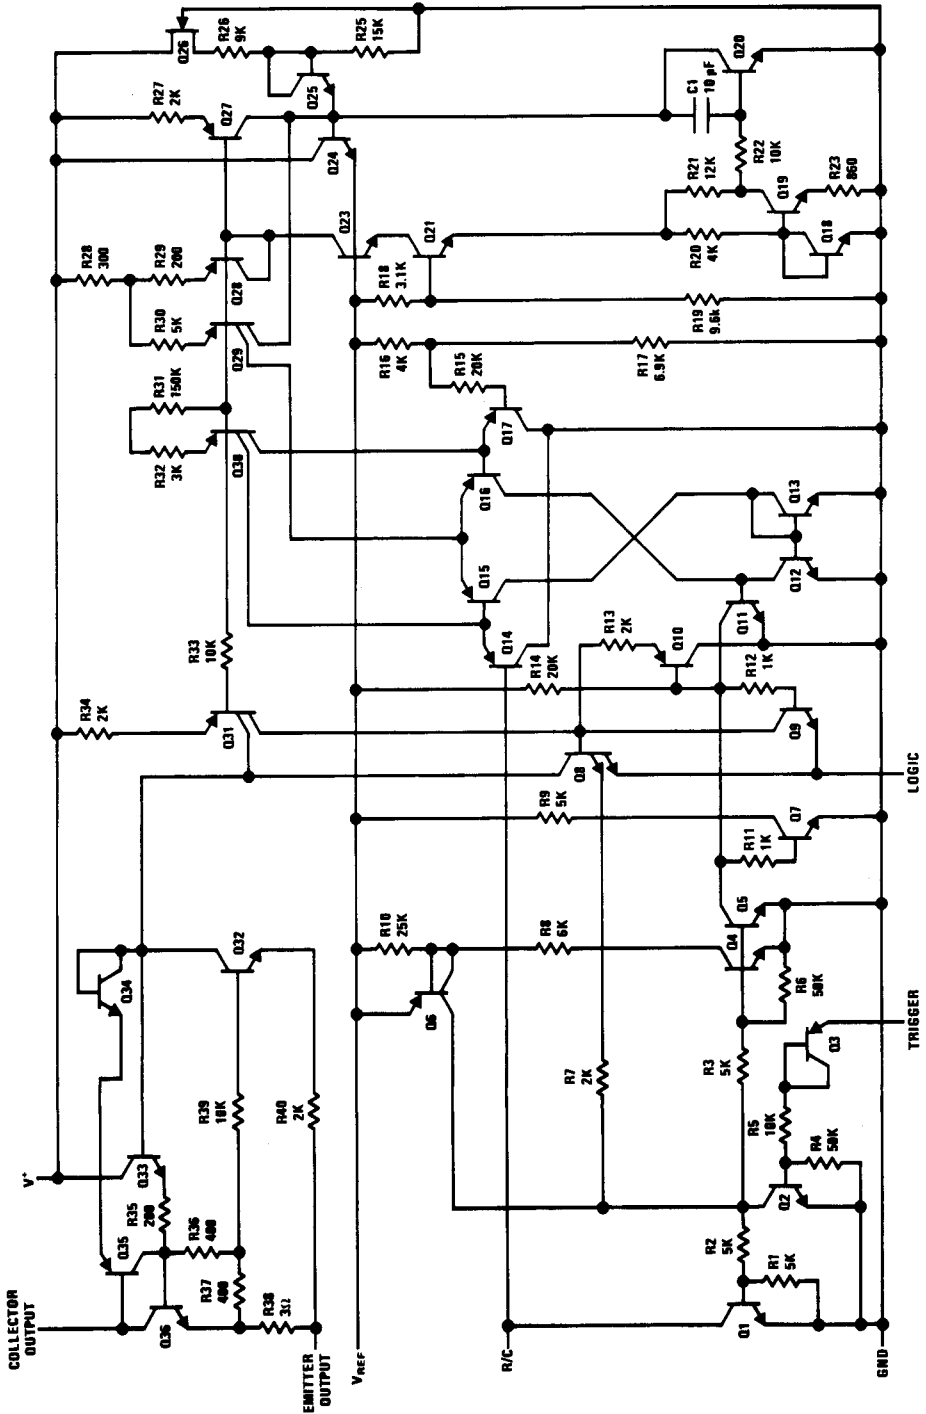 COLLECTOR
OUTPUT
V+
R34
2K
R28
300
R27
2K
Q26
R26
9K
R25
15K
Q34
Q35
Q33
R35
200
R36
400
R37
400
Q36
R38
3Ω
R39
10K
Q32
R40
2K
Q31
R33
10K
R32
3K
R31
150K
Q30
R30
5K
R29
200
Q29
Q28
Q27
Q25
Q24
EMITTER
OUTPUT
VREF
Q6
R10
25K
R16
4K
R18
3.1K
Q23
Q21
R15
20K
R/C
Q14
Q15
Q16
Q17
R7
2K
R8
6K
R9
5K
Q8
R14
20K
R13
2K
Q10
R17
6.9K
R19
9.6k
R20
4K
R21
12K
R22
10K
C1
10 pF
Q20
Q1
R2
5K
R1
5K
Q2
R3
5K
R5
10K
R4
50K
Q3
Q4
Q5
R6
50K
R11
1K
Q7
Q9
R12
1K
Q11
Q12
Q13
Q18
Q19
R23
860
GND
TRIGGER
LOGIC